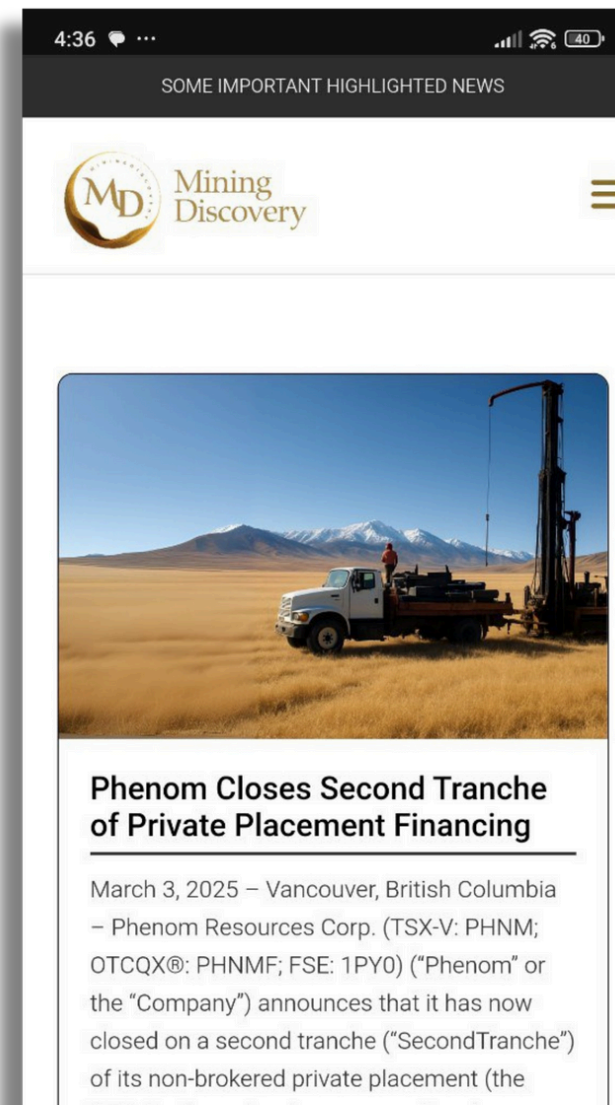 4:36
40
SOME IMPORTANT HIGHLIGHTED NEWS
MD
Mining
Discovery
Phenom Closes Second Tranche
of Private Placement Financing
March 3, 2025 – Vancouver, British Columbia
– Phenom Resources Corp. (TSX-V: PHNM;
OTCQX®: PHNMF; FSE: 1PY0) (“Phenom” or
the “Company”) announces that it has now
closed on a second tranche (“SecondTranche”)
of its non-brokered private placement (the